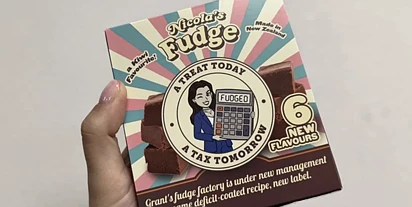 Nicola's
Fudge
a Kiwi
Favourite!
Made in
New Zealand
A TREAT TODAY
FUDGED
A TAX TOMORROW
6
NEW
FLAVOURS
Grant's fudge factory is under new management
same deficit-coated recipe, new label.